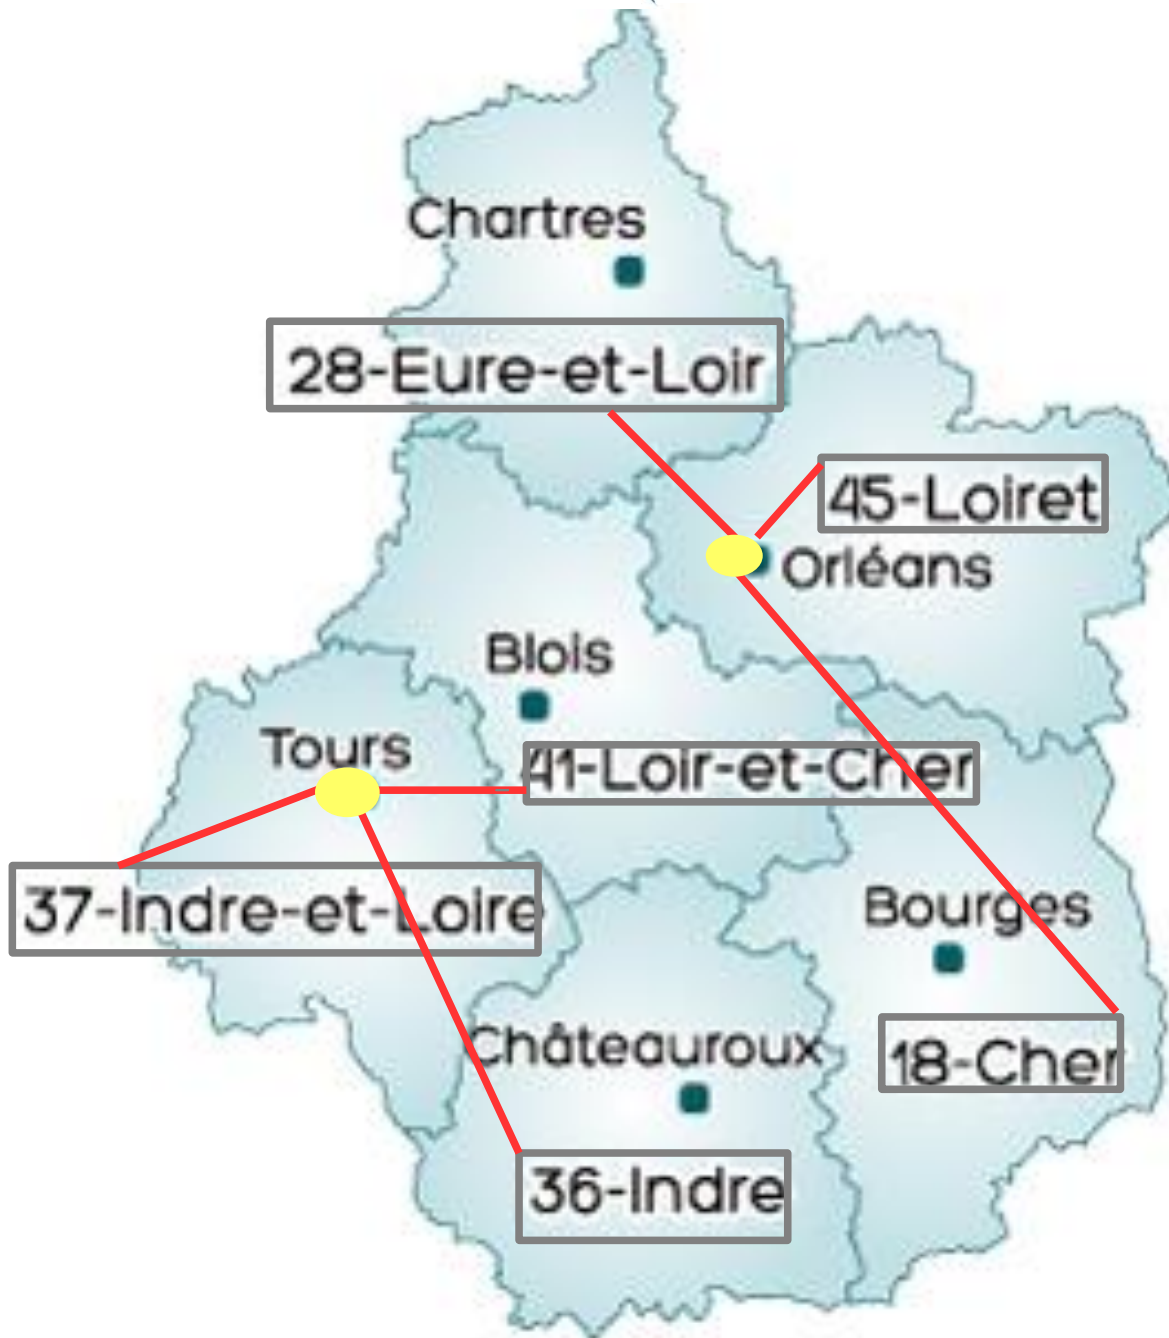 Chartres
28-Eure-et-Loir
45-Loiret
Orléans
Blois
Tours
41-Loir-et-Cher
37-Indre-et-Loire
Bourges
Châteauroux
18-Cher
36-Indre